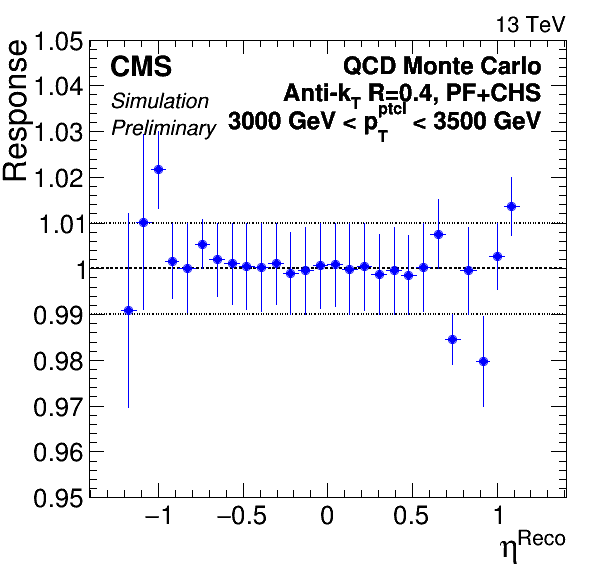 13 TeV
CMS
QCD Monte Carlo
Simulation
Anti-kT R=0.4, PF+CHS
Preliminary
3000 GeV < pTptcl < 3500 GeV
Response
1.05
1.04
1.03
1.02
1.01
1
0.99
0.98
0.97
0.96
0.95
−1 −0.5 0 0.5 1
ηReco